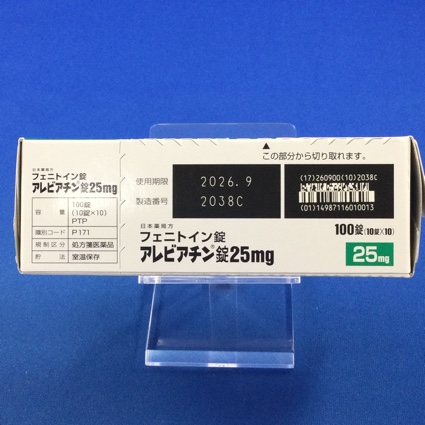 日本薬局方
フェニトイン錠
アレビアチン錠25mg
容量 100錠
(10錠×10)
PTP
識別コード P171
規制区分 処方箋医薬品
貯法 室温保存
この部分から切り取れます。
使用期限 2026.9
製造番号 2038C
(17)260900(10)2038C
(01)14987116010013
日本薬局方
フェニトイン錠
アレビアチン®錠25mg
100錠(10錠×10)
25mg